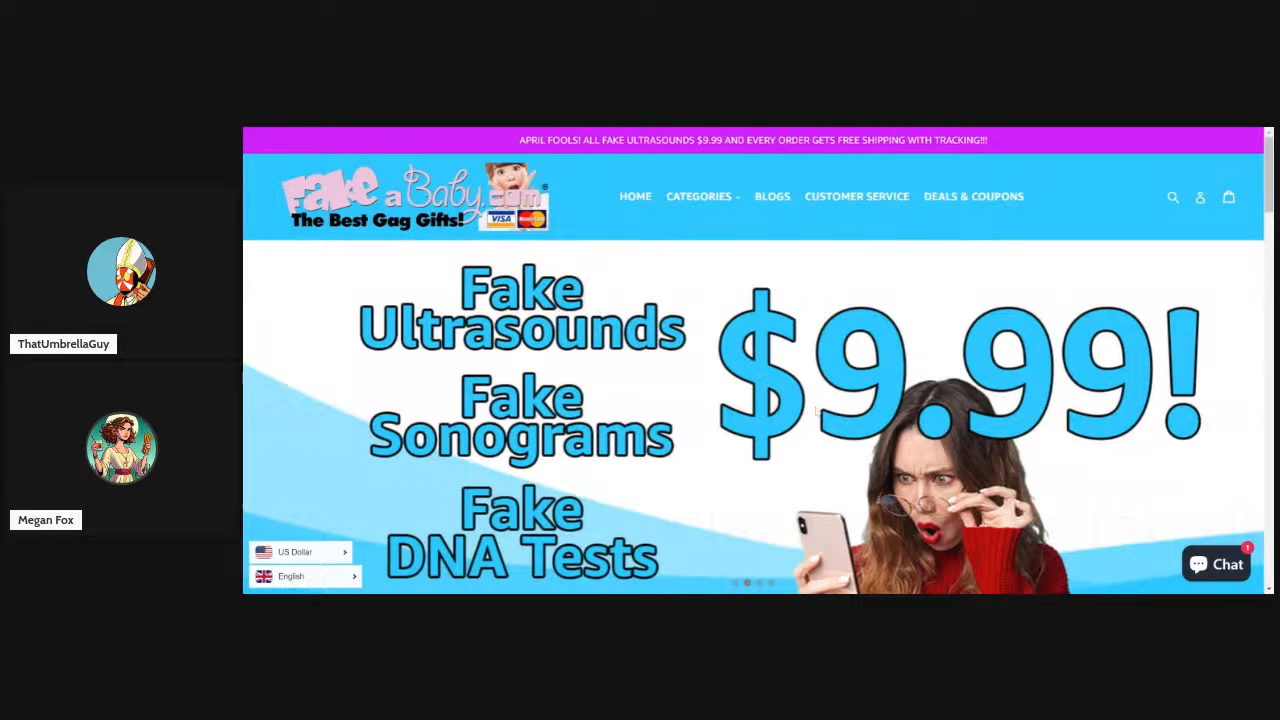 APRIL FOOLS! ALL FAKE ULTRASOUNDS $9.99 AND EVERY ORDER GETS FREE SHIPPING WITH TRACKING!!!
Fake a Baby.com ®
The Best Gag Gifts!
VISA MasterCard
HOME CATEGORIES BLOGS CUSTOMER SERVICE DEALS & COUPONS
Fake
Ultrasounds
$9.99!
Fake
Sonograms
Fake
DNA Tests
US Dollar
English
1
Chat
ThatUmbrellaGuy
Megan Fox